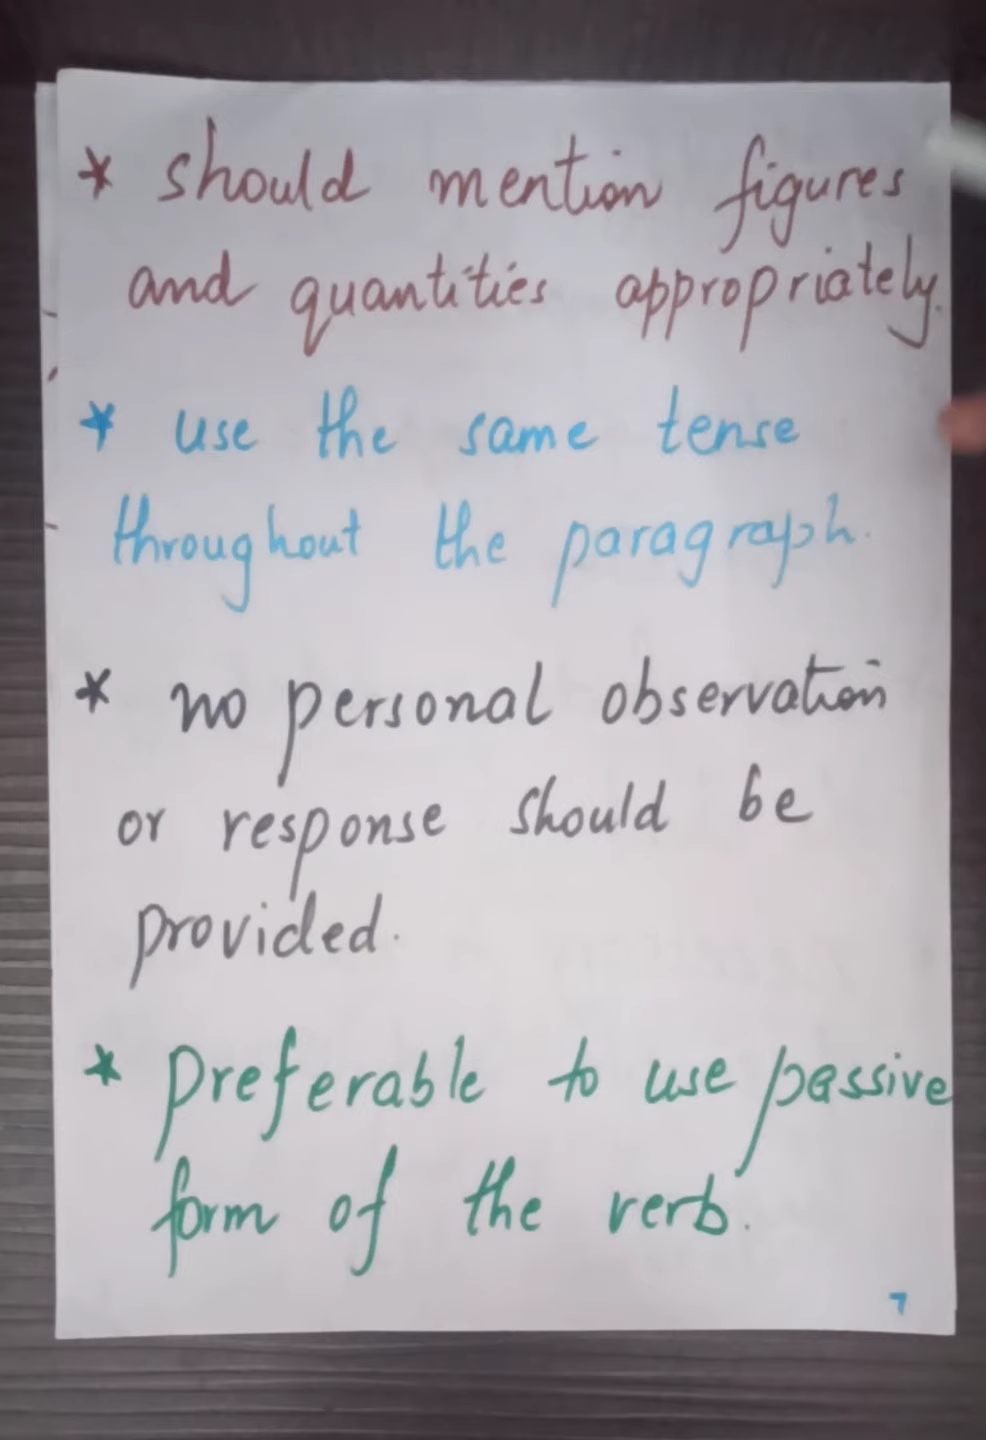 * should mention figures
and quantities appropriately.
* use the same tense
throughout the paragraph.
* no personal observation
or response should be
provided.
* preferable to use passive
form of the verb.
7